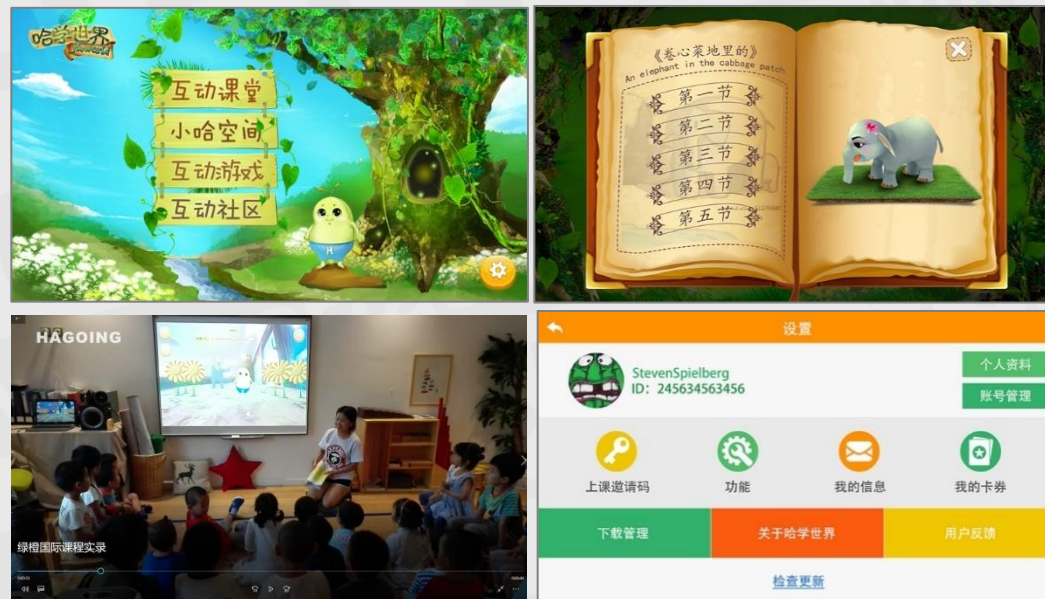 哈学世界
互动课堂
小哈空间
互动游戏
互动社区
H
《卷心菜地里的》
An elephant in the cabbage patch
第一节
第二节
第三节
第四节
第五节
HAGOING
绿橙国际课程实录
设置
StevenSpielberg
ID: 245634563456
个人资料
账号管理
上课邀请码
功能
我的信息
我的卡券
下载管理
关于哈学世界
用户反馈
检查更新